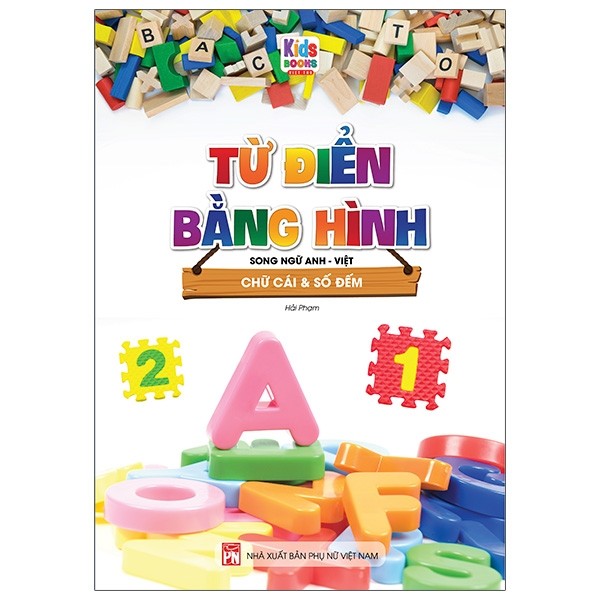 B A C T O
Kids
BOOKS
TỪ ĐIỂN
BẰNG HÌNH
SONG NGỮ ANH - VIỆT
CHỮ CÁI & SỐ ĐẾM
Hải Phạm
2 A 1
O F S
PN
NHÀ XUẤT BẢN PHỤ NỮ VIỆT NAM